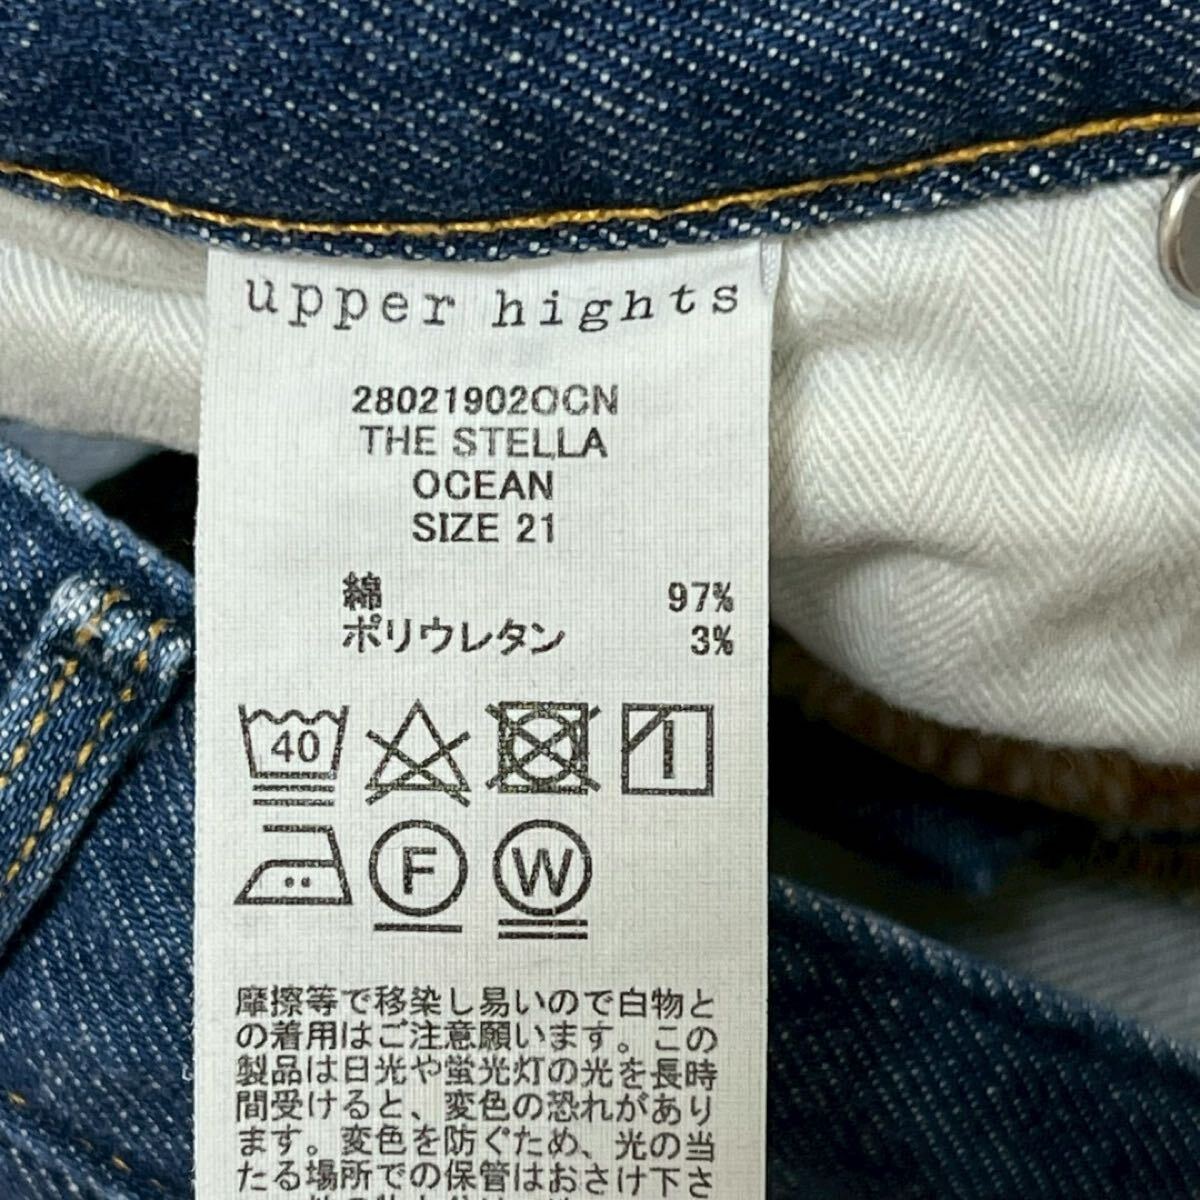 upper hights
28021902OCN
THE STELLA
OCEAN
SIZE 21
綿 97%
ポリウレタン 3%
40
F W
摩擦等で移染し易いので白物と
の着用はご注意願います。この
製品は日光や蛍光灯の光を長時
間受けると、変色の恐れがあり
ます。変色を防ぐため、光の当
たる場所での保管はおさけ下さ